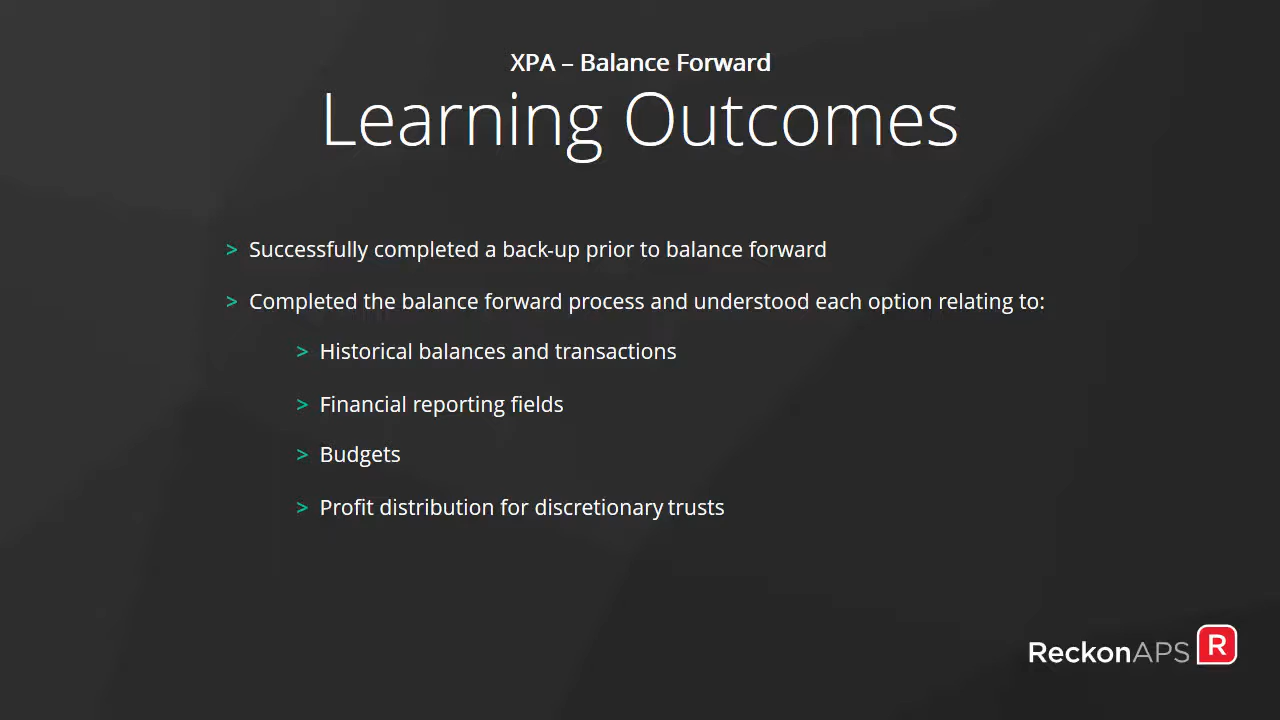 XPA – Balance Forward
Learning Outcomes
> Successfully completed a back-up prior to balance forward
> Completed the balance forward process and understood each option relating to:
> Historical balances and transactions
> Financial reporting fields
> Budgets
> Profit distribution for discretionary trusts
ReckonAPS R